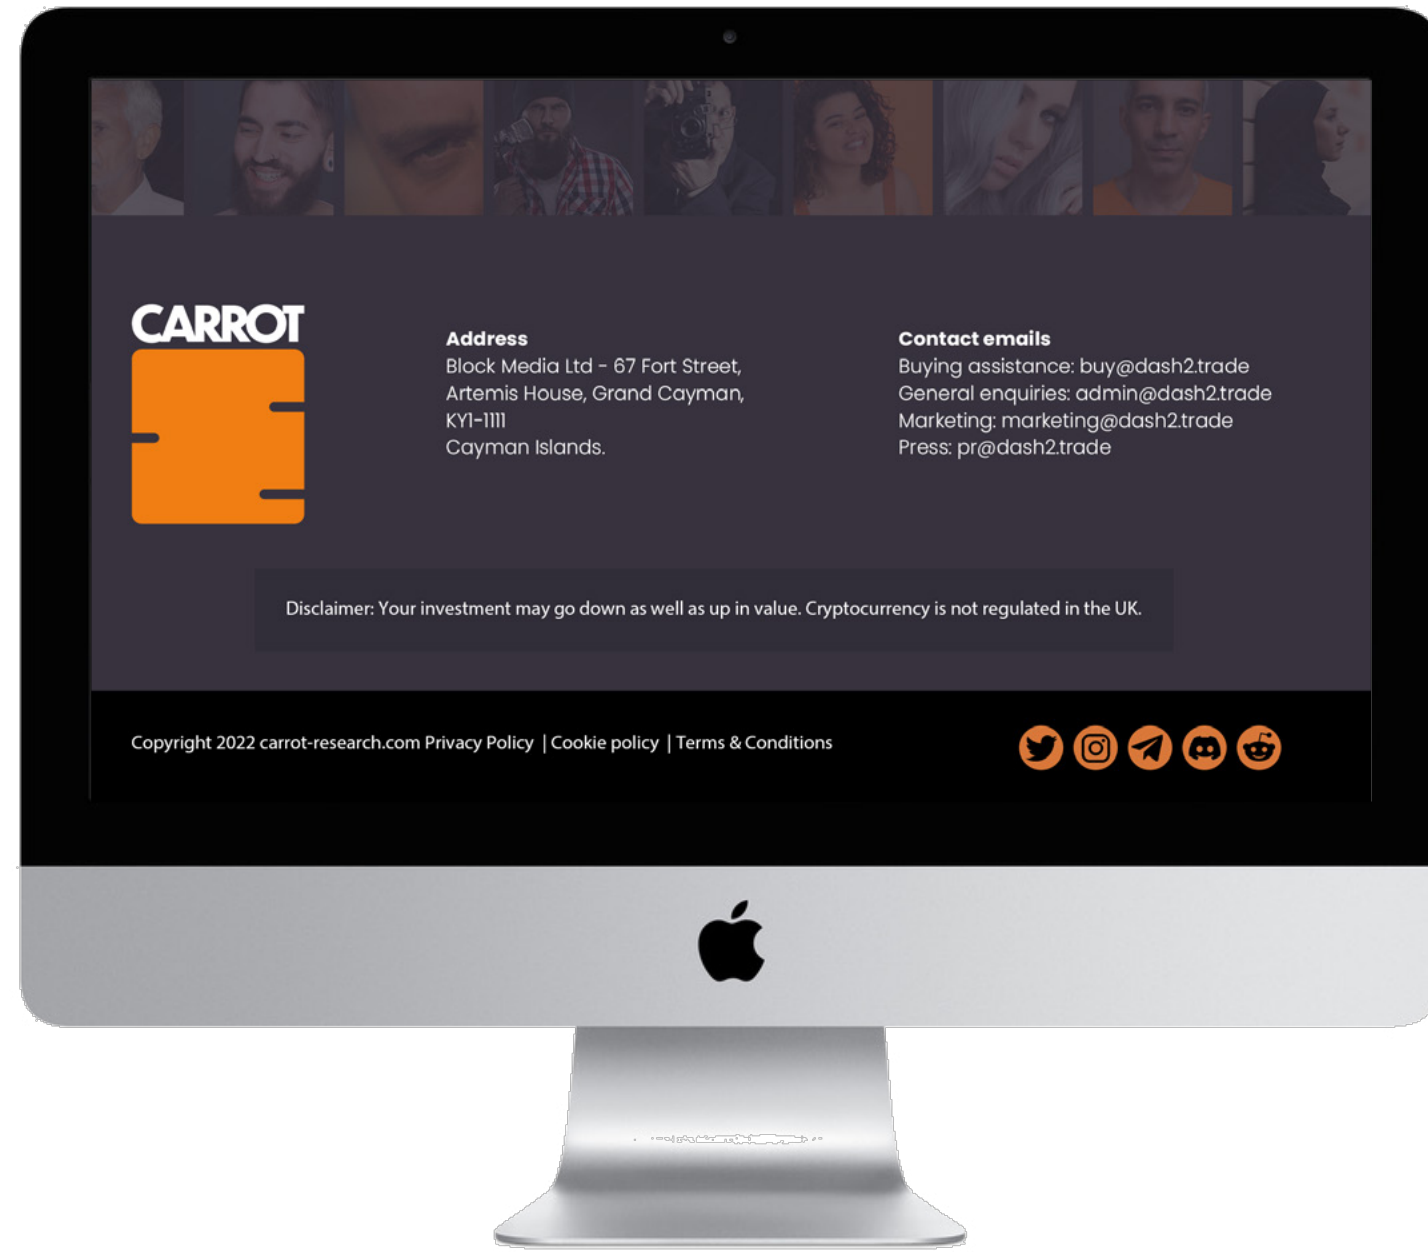 CARROT
Address
Block Media Ltd - 67 Fort Street,
Artemis House, Grand Cayman,
KY1-1111
Cayman Islands.
Contact emails
Buying assistance: buy@dash2.trade
General enquiries: admin@dash2.trade
Marketing: marketing@dash2.trade
Press: pr@dash2.trade
Disclaimer: Your investment may go down as well as up in value. Cryptocurrency is not regulated in the UK.
Copyright 2022 carrot-research.com Privacy Policy | Cookie policy | Terms & Conditions